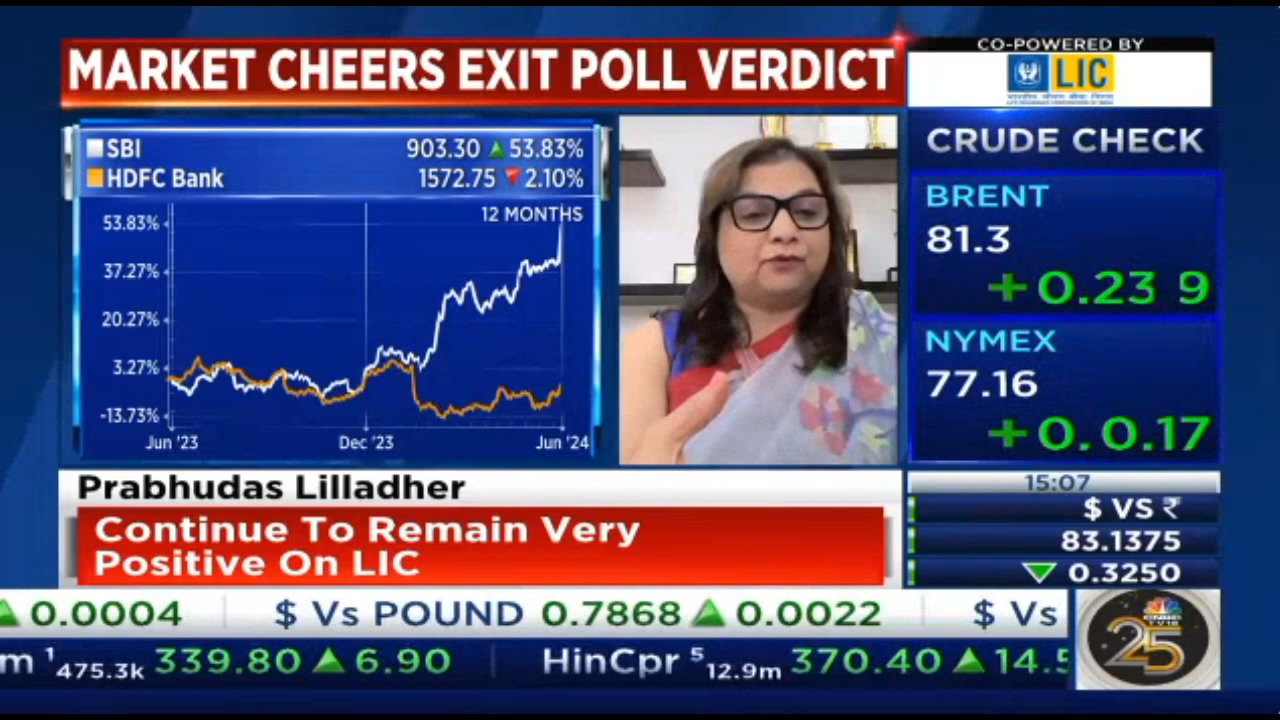 MARKET CHEERS EXIT POLL VERDICT
CO-POWERED BY
LIC
SBI 903.30 ▲ 53.83%
HDFC Bank 1572.75 ▼ 2.10%
12 MONTHS
53.83%
37.27%
20.27%
3.27%
-13.73%
Jun '23 Dec '23 Jun '24
CRUDE CHECK
BRENT
81.3
+0.23 9
NYMEX
77.16
+0.0.17
Prabhudas Lilladher
Continue To Remain Very
Positive On LIC
15:07
$ VS ₹
83.1375
▼ 0.3250
▲ 0.0004 $ Vs POUND 0.7868 ▲ 0.0022 $ Vs
m 1 475.3k 339.80 ▲ 6.90 HinCpr 5 12.9m 370.40 ▲ 14.5
CNBC
TV18
25